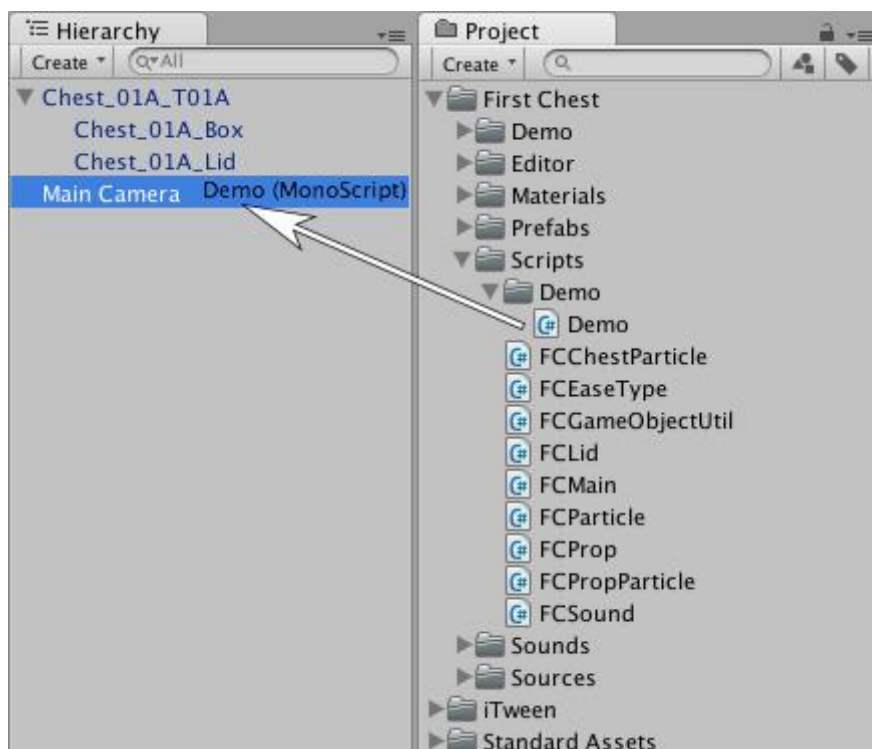 Hierarchy
Create
All
Chest_01A_T01A
Chest_01A_Box
Chest_01A_Lid
Main Camera
Demo (MonoScript)
Project
Create
First Chest
Demo
Editor
Materials
Prefabs
Scripts
Demo
C# Demo
C# FCChestParticle
C# FCEaseType
C# FCGameObjectUtil
C# FCLid
C# FCMain
C# FCParticle
C# FCProp
C# FCPropParticle
C# FCSound
Sounds
Sources
iTween
Standard Assets